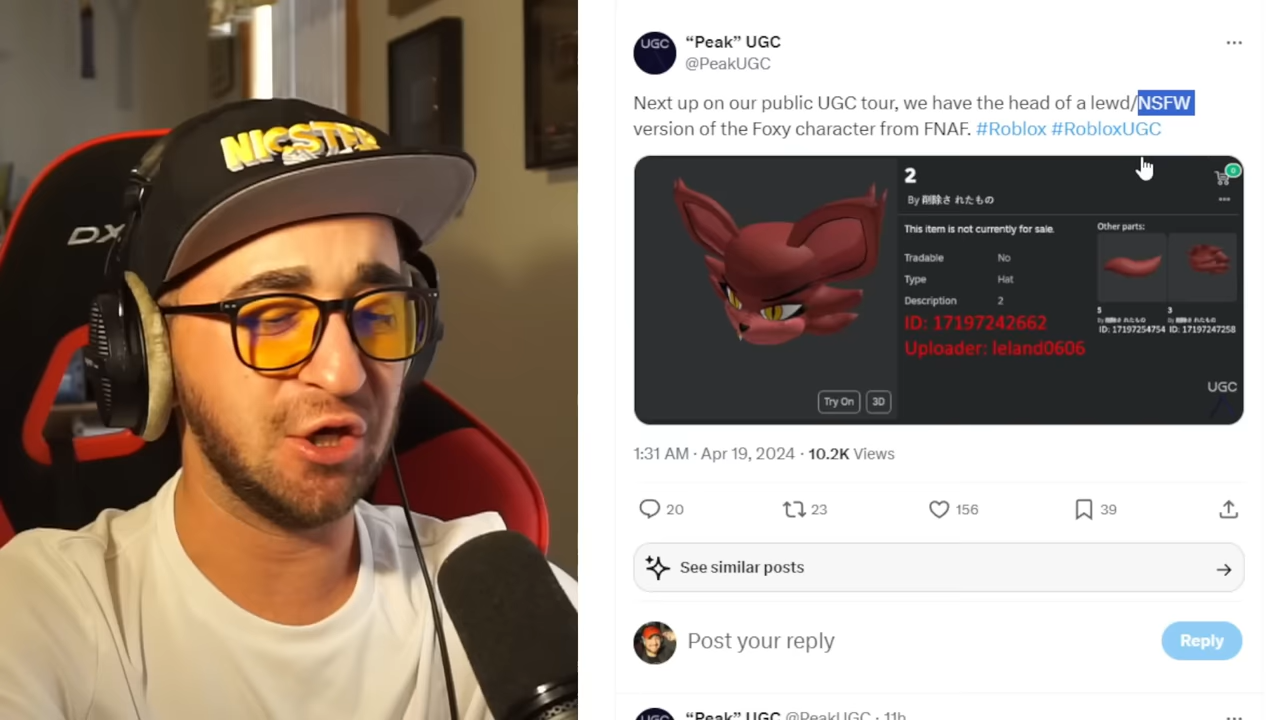 NICSTER
DX
UGC
“Peak” UGC
@PeakUGC
Next up on our public UGC tour, we have the head of a lewd/NSFW
version of the Foxy character from FNAF. #Roblox #RobloxUGC
2
0
By 削除さ れたもの
This item is not currently for sale.
Other parts:
Tradable No
Type Hat
Description 2
5
3
ID: 17197254754
ID: 17197247258
ID: 17197242662
Uploader: leland0606
UGC
Try On
3D
1:31 AM · Apr 19, 2024 · 10.2K Views
20
23
156
39
See similar posts
Post your reply
Reply
“Peak” UGC @PeakUGC · 11h